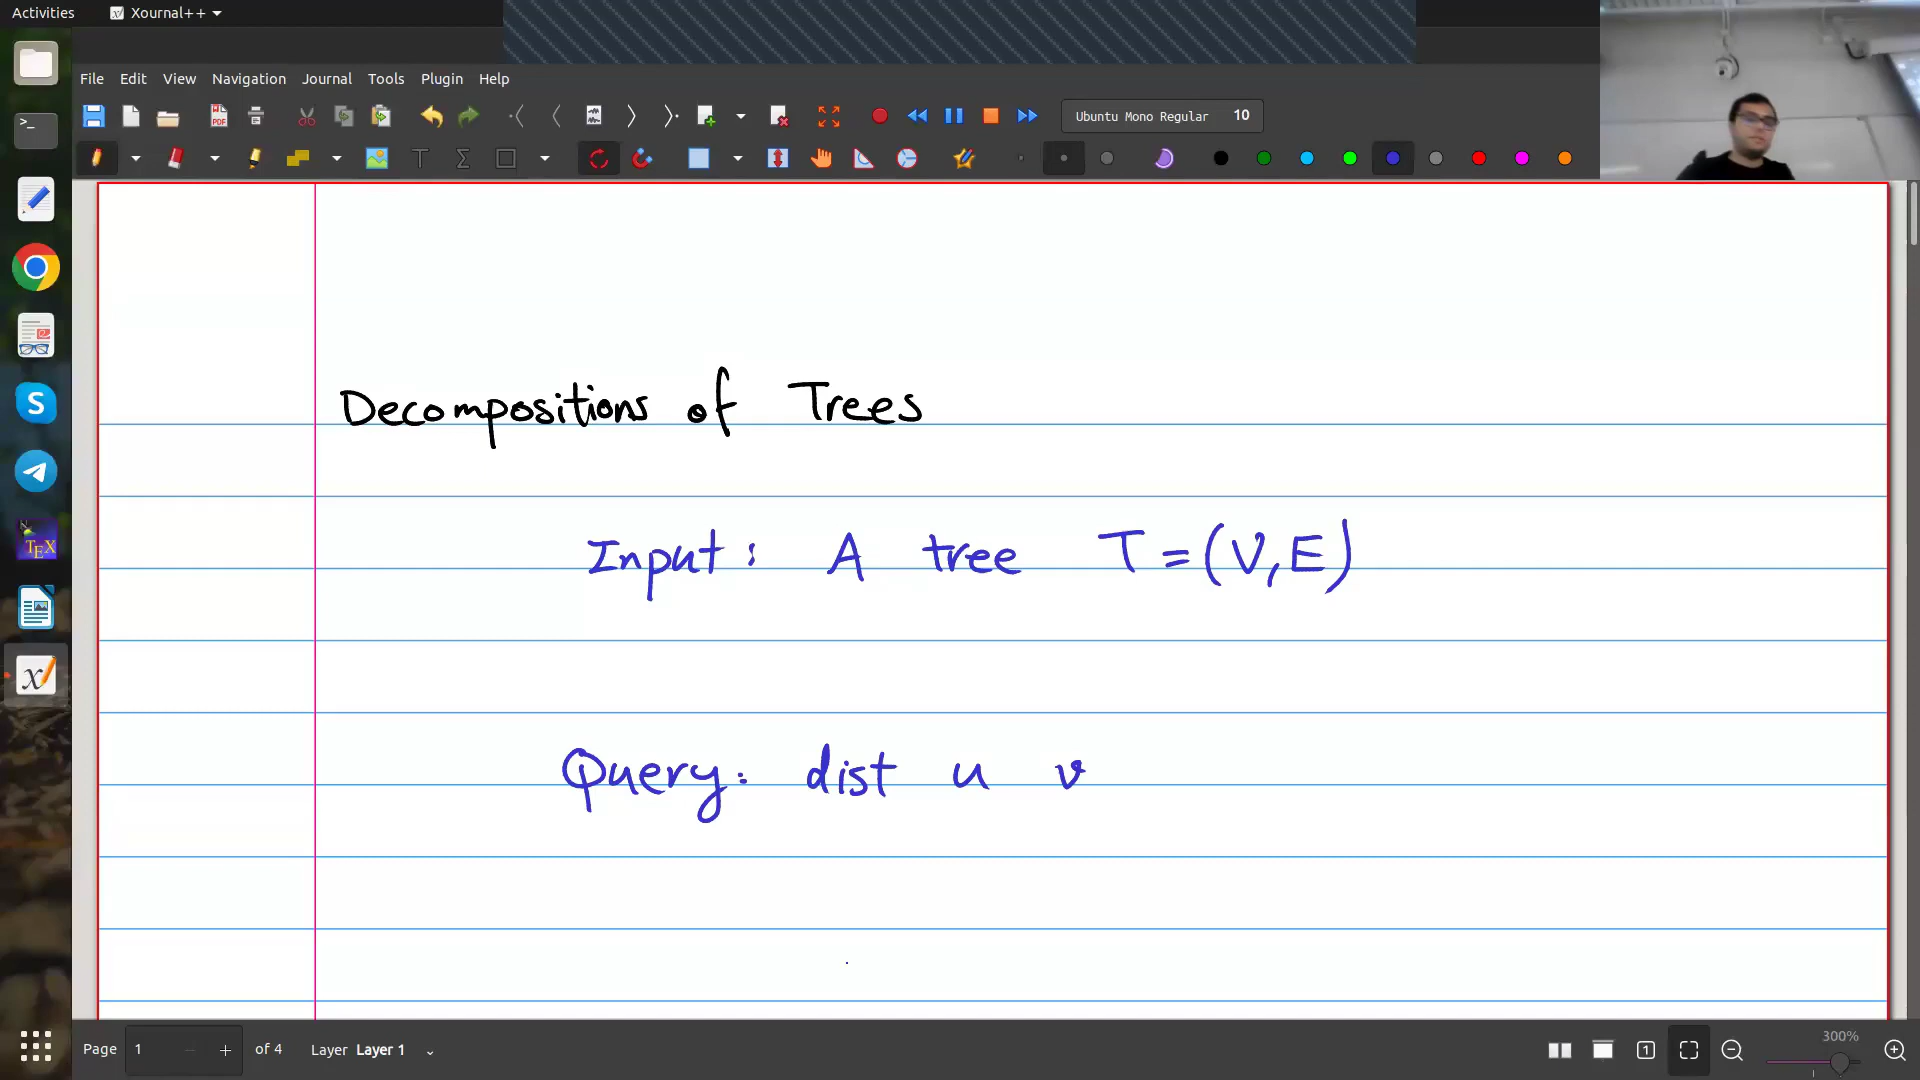 Activities Xournal++
File Edit View Navigation Journal Tools Plugin Help
Ubuntu Mono Regular 10
Decompositions of Trees
Input: A tree T = (V, E)
Query: dist u v
Page 1 of 4 Layer Layer 1
300%